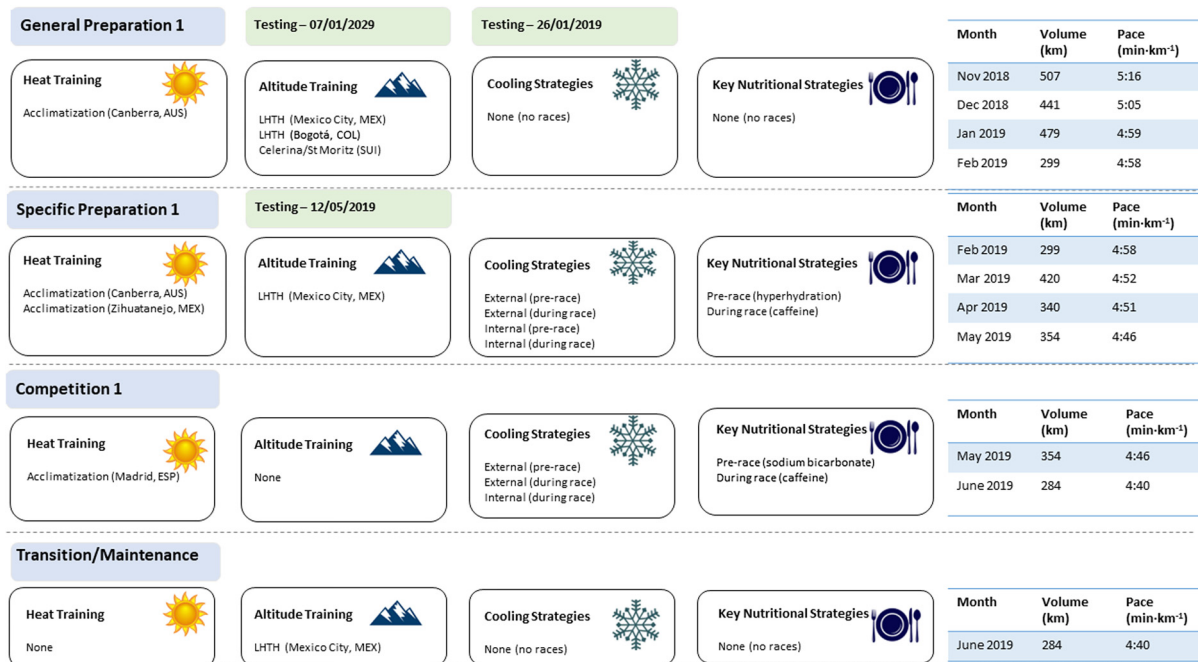 General Preparation 1
Testing – 07/01/2029
Testing – 26/01/2019
Heat Training
Acclimatization (Canberra, AUS)
Altitude Training
LHTH (Mexico City, MEX)
LHTH (Bogotá, COL)
Celerina/St Moritz (SUI)
Cooling Strategies
None (no races)
Key Nutritional Strategies
None (no races)
Month Volume (km) Pace (min·km-1)
Nov 2018 507 5:16
Dec 2018 441 5:05
Jan 2019 479 4:59
Feb 2019 299 4:58
Specific Preparation 1
Testing – 12/05/2019
Heat Training
Acclimatization (Canberra, AUS)
Acclimatization (Zihuatanejo, MEX)
Altitude Training
LHTH (Mexico City, MEX)
Cooling Strategies
External (pre-race)
External (during race)
Internal (pre-race)
Internal (during race)
Key Nutritional Strategies
Pre-race (hyperhydration)
During race (caffeine)
Month Volume (km) Pace (min·km-1)
Feb 2019 299 4:58
Mar 2019 420 4:52
Apr 2019 340 4:51
May 2019 354 4:46
Competition 1
Heat Training
Acclimatization (Madrid, ESP)
Altitude Training
None
Cooling Strategies
External (pre-race)
External (during race)
Internal (during race)
Key Nutritional Strategies
Pre-race (sodium bicarbonate)
During race (caffeine)
Month Volume (km) Pace (min·km-1)
May 2019 354 4:46
June 2019 284 4:40
Transition/Maintenance
Heat Training
None
Altitude Training
LHTH (Mexico City, MEX)
Cooling Strategies
None (no races)
Key Nutritional Strategies
None (no races)
Month Volume (km) Pace (min·km-1)
June 2019 284 4:40